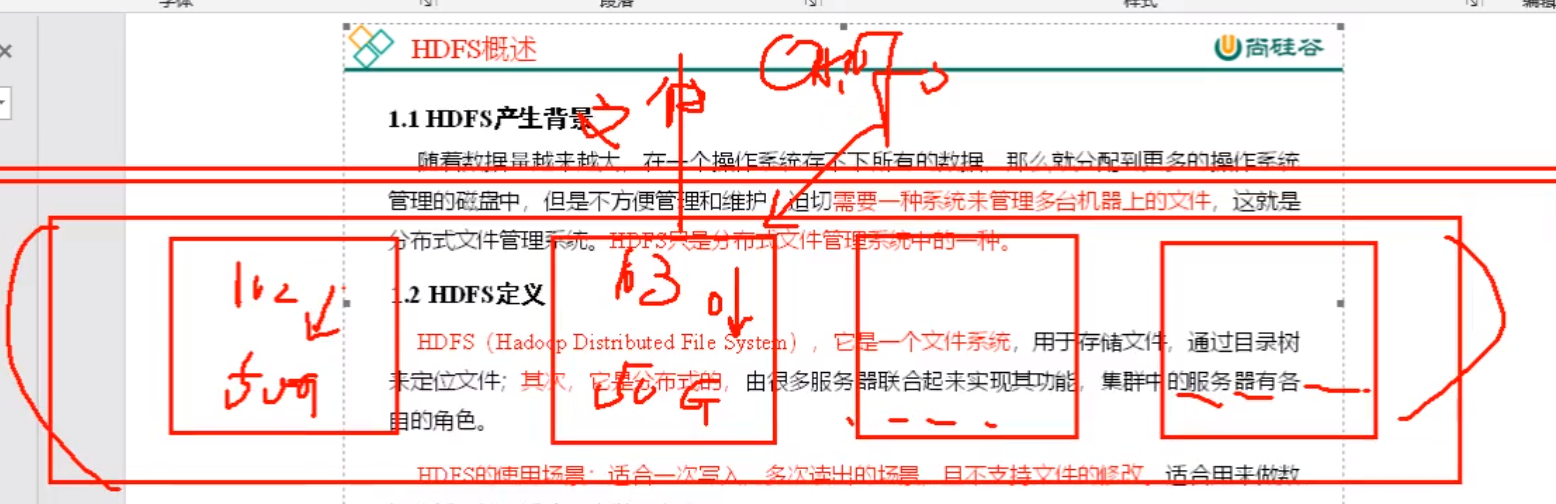 字体 段落 样式 编辑
HDFS概述 尚硅谷
文件
1.1 HDFS产生背景
随着数据量越来越大，在一个操作系统存不下所有的数据，那么就分配到更多的操作系统
管理的磁盘中，但是不方便管理和维护，迫切需要一种系统来管理多台机器上的文件，这就是
分布式文件管理系统。HDFS只是分布式文件管理系统中的一种。
102 103
1.2 HDFS定义
HDFS（Hadoop Distributed File System），它是一个文件系统，用于存储文件，通过目录树
来定位文件；其次，它是分布式的，由很多服务器联合起来实现其功能，集群中的服务器有各
自的角色。
50G 50G
HDFS的使用场景：适合一次写入，多次读出的场景，且不支持文件的修改。适合用来做数